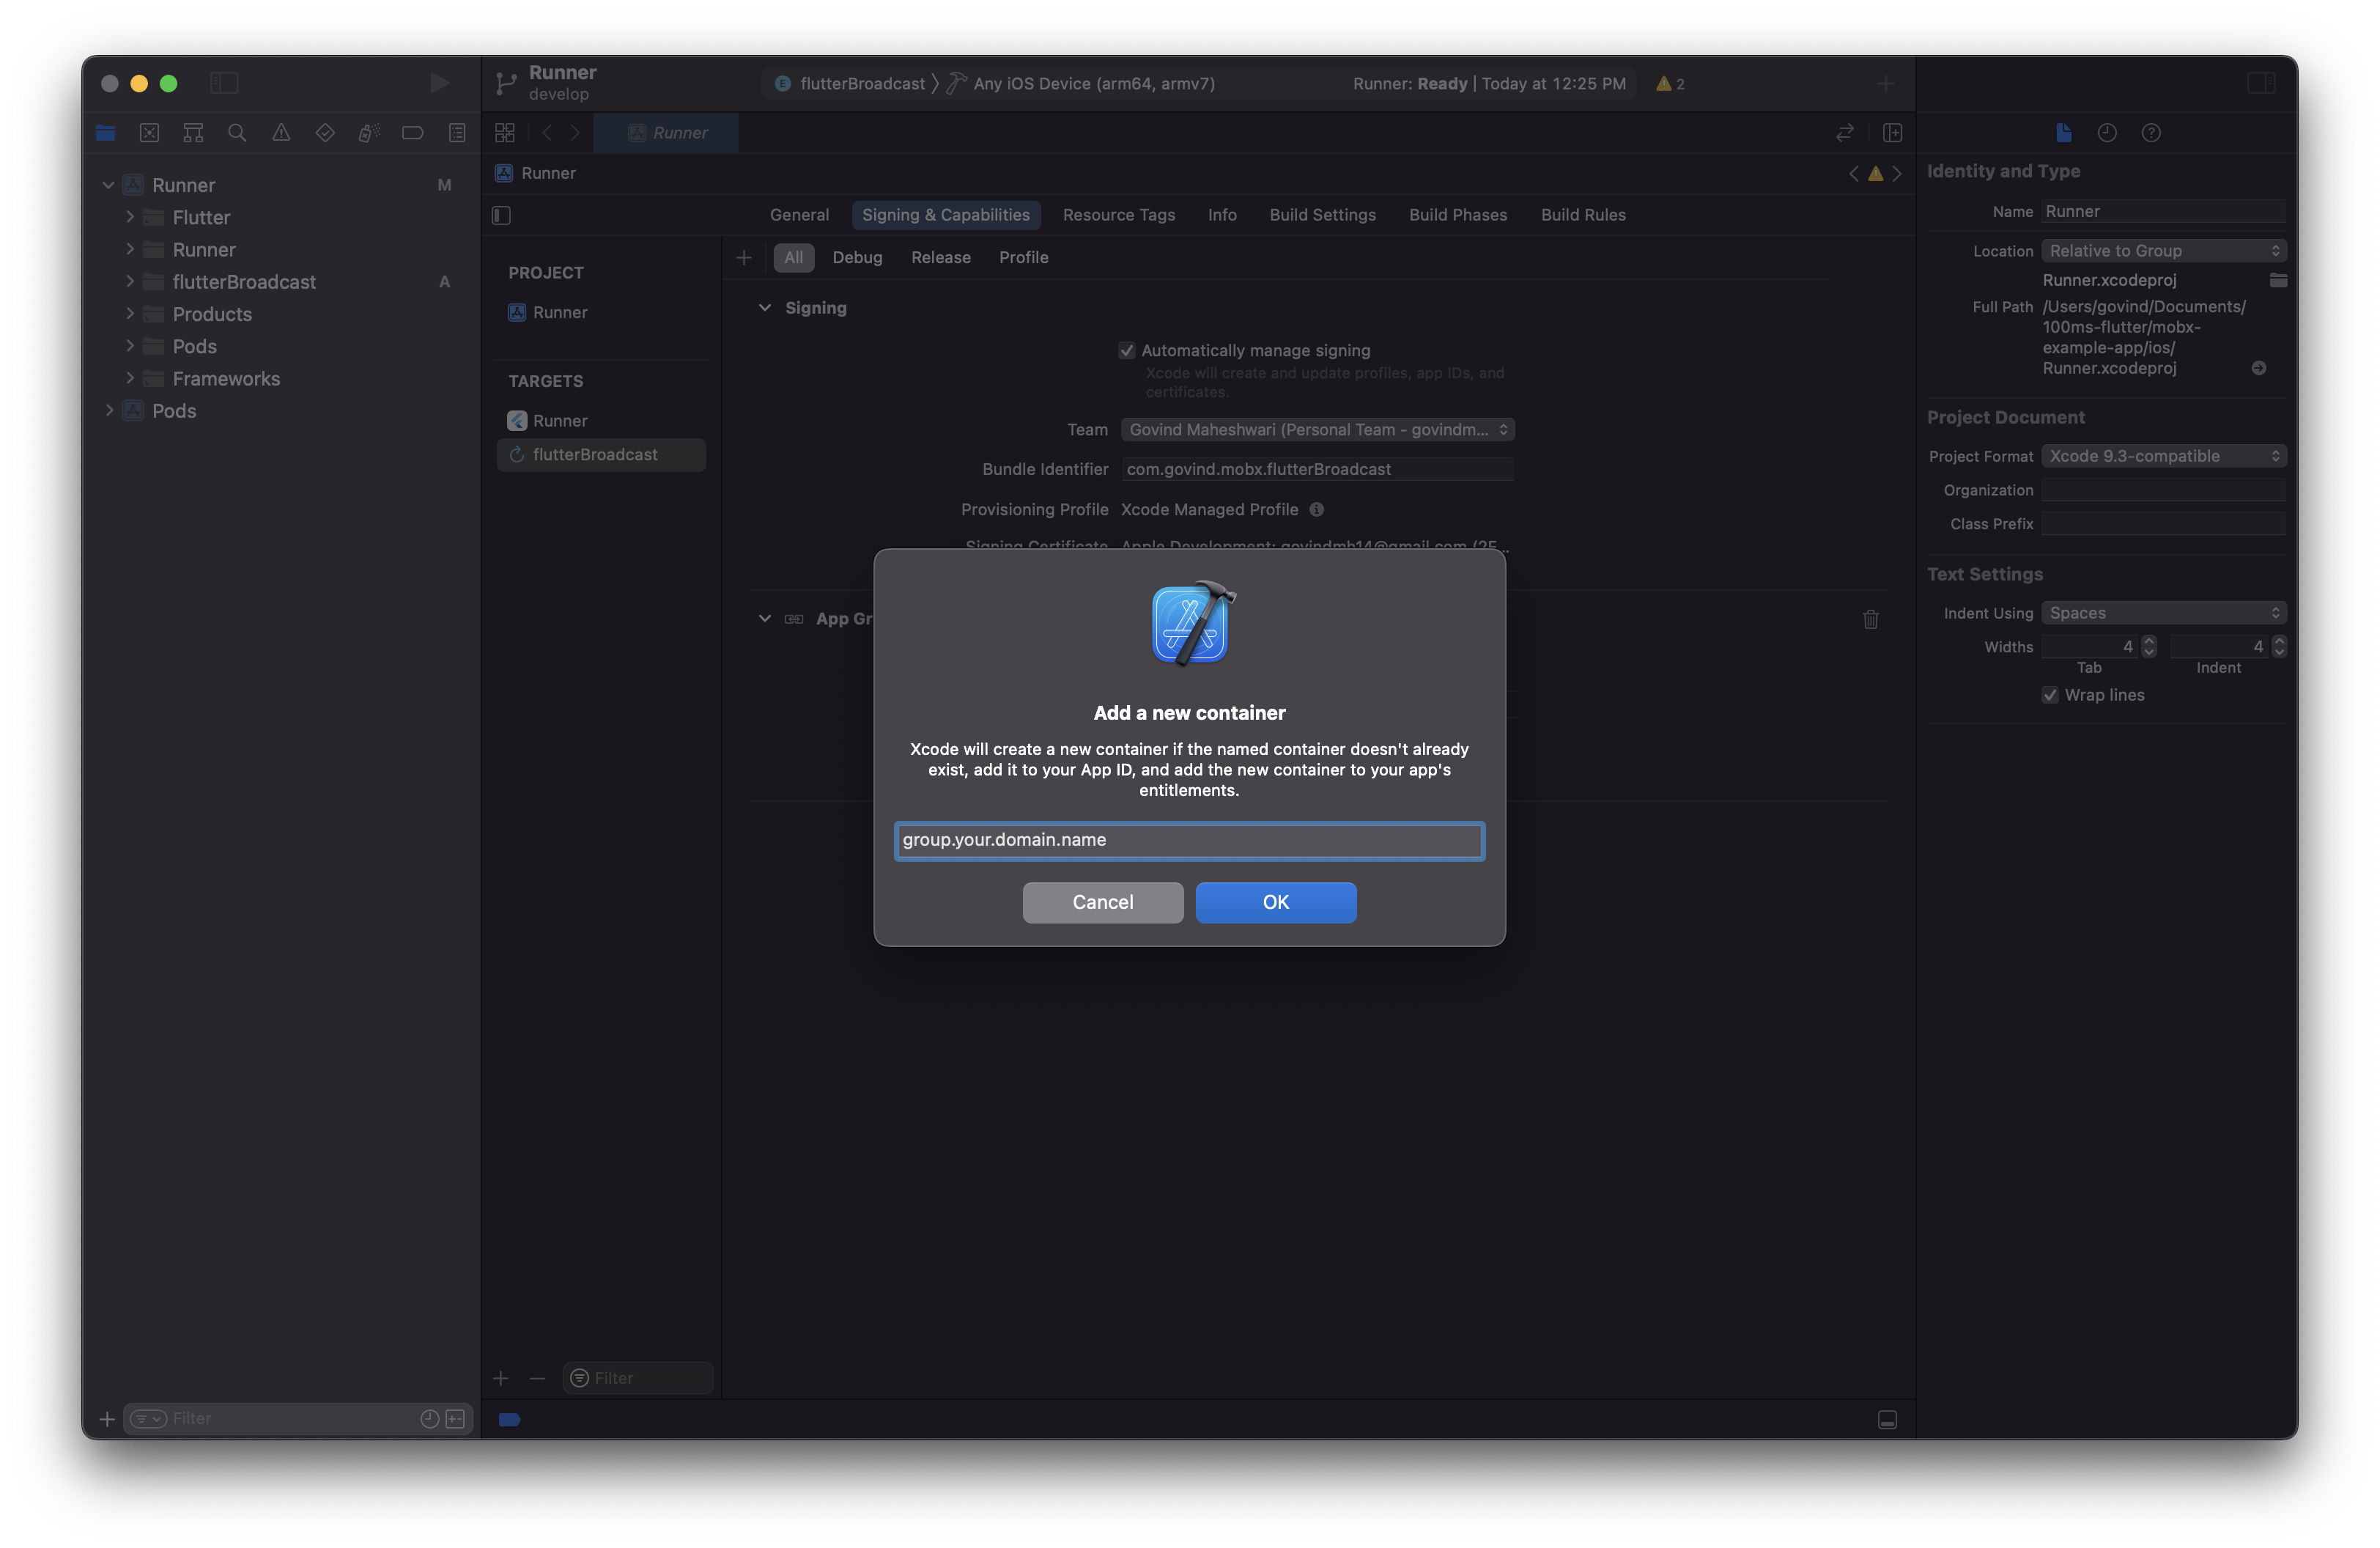 Runner
develop
flutterBroadcast
Any iOS Device (arm64, armv7)
Runner: Ready | Today at 12:25 PM
2
Runner
Runner
M
Flutter
Runner
flutterBroadcast
A
Products
Pods
Frameworks
Pods
Filter
Runner
General
Signing & Capabilities
Resource Tags
Info
Build Settings
Build Phases
Build Rules
PROJECT
Runner
TARGETS
Runner
flutterBroadcast
Filter
All
Debug
Release
Profile
Signing
Automatically manage signing
Xcode will create and update profiles, app IDs, and
certificates.
Team
Govind Maheshwari (Personal Team - govindm...
Bundle Identifier
com.govind.mobx.flutterBroadcast
Provisioning Profile
Xcode Managed Profile
Signing Certificate
Apple Development: govindmh14@gmail.com
App Gr
Add a new container
Xcode will create a new container if the named container doesn't already
exist, add it to your App ID, and add the new container to your app's
entitlements.
group.your.domain.name
Cancel
OK
Identity and Type
Name
Runner
Location
Relative to Group
Runner.xcodeproj
Full Path
/Users/govind/Documents/
100ms-flutter/mobx-
example-app/ios/
Runner.xcodeproj
Project Document
Project Format
Xcode 9.3-compatible
Organization
Class Prefix
Text Settings
Indent Using
Spaces
Widths
4
4
Tab
Indent
Wrap lines